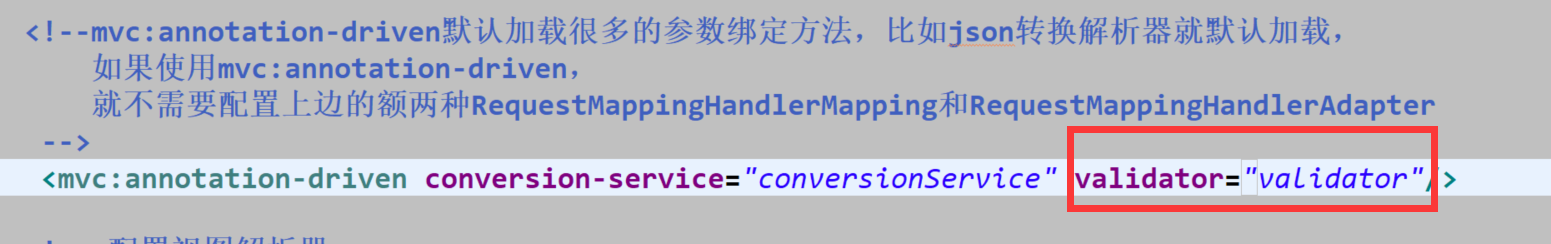 <!--mvc:annotation-driven默认加载很多的参数绑定方法，比如json转换解析器就默认加载，
如果使用mvc:annotation-driven，
就不需要配置上边的额两种RequestMappingHandlerMapping和RequestMappingHandlerAdapter
-->
<mvc:annotation-driven conversion-service="conversionService" validator="validator"/>